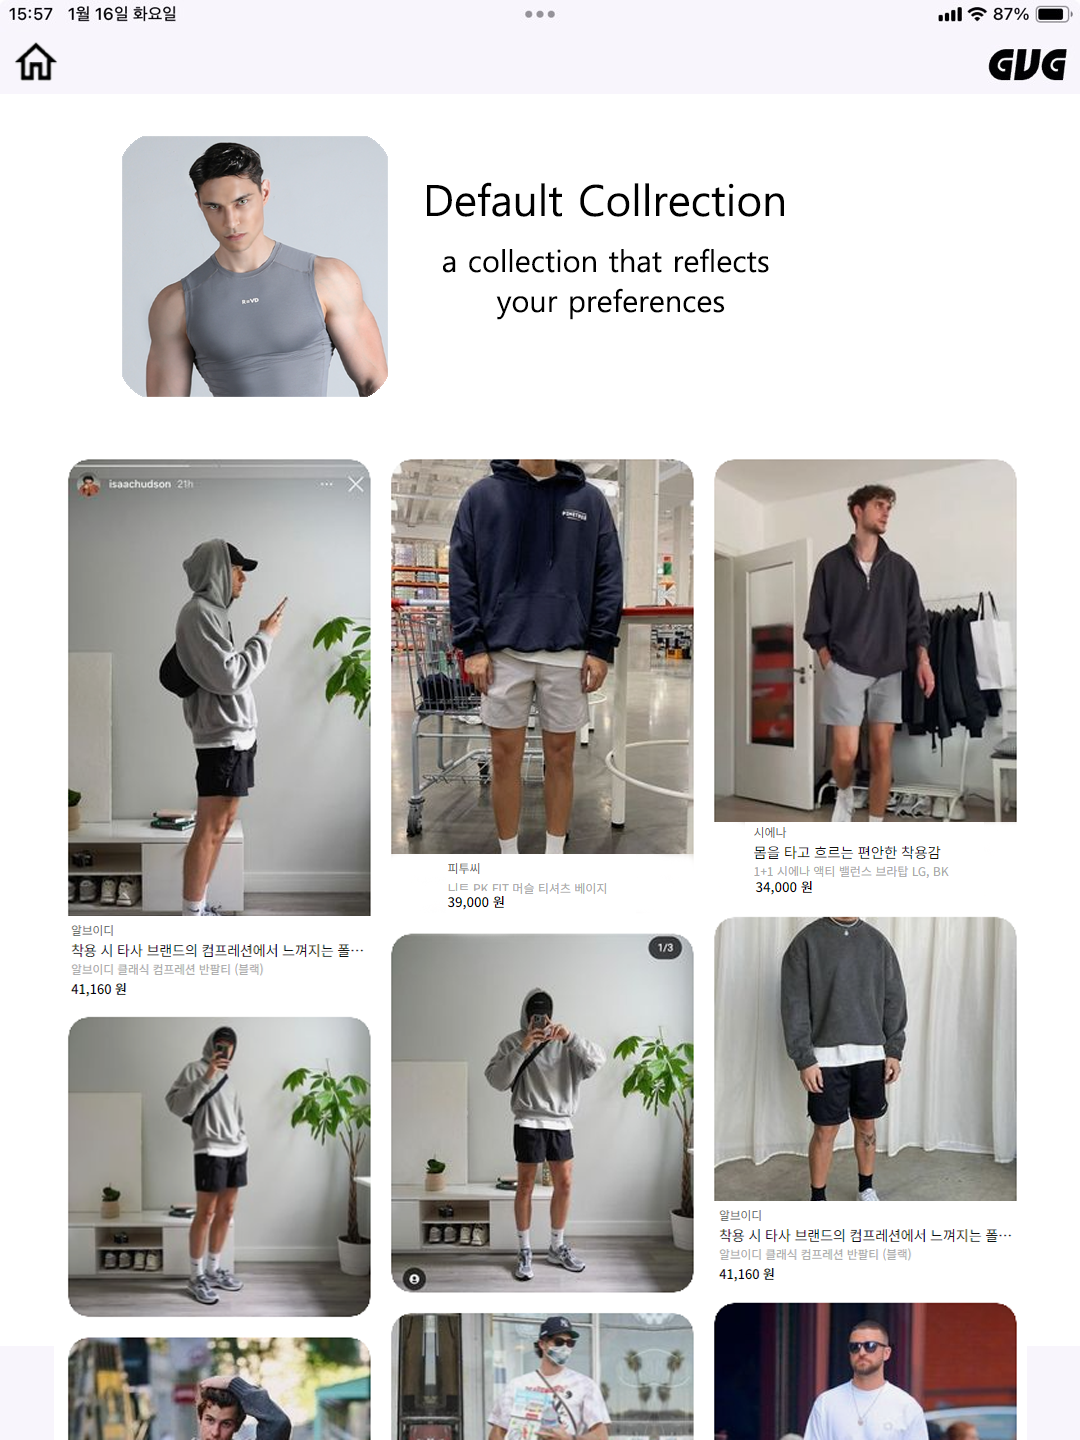 15:57 1월 16일 화요일
87%
GVG
R=VD
Default Collrection
a collection that reflects
your preferences
isaachudson 21h
알브이디
착용 시 타사 브랜드의 컴프레션에서 느껴지는 폴…
알브이디 클래식 컴프레션 반팔티 (블랙)
41,160 원
피투씨
니트 PK FIT 머슬 티셔츠 베이지
39,000 원
1/3
시에나
몸을 타고 흐르는 편안한 착용감
1+1 시에나 액티 밸런스 브라탑 LG, BK
34,000 원
알브이디
착용 시 타사 브랜드의 컴프레션에서 느껴지는 폴…
알브이디 클래식 컴프레션 반팔티 (블랙)
41,160 원